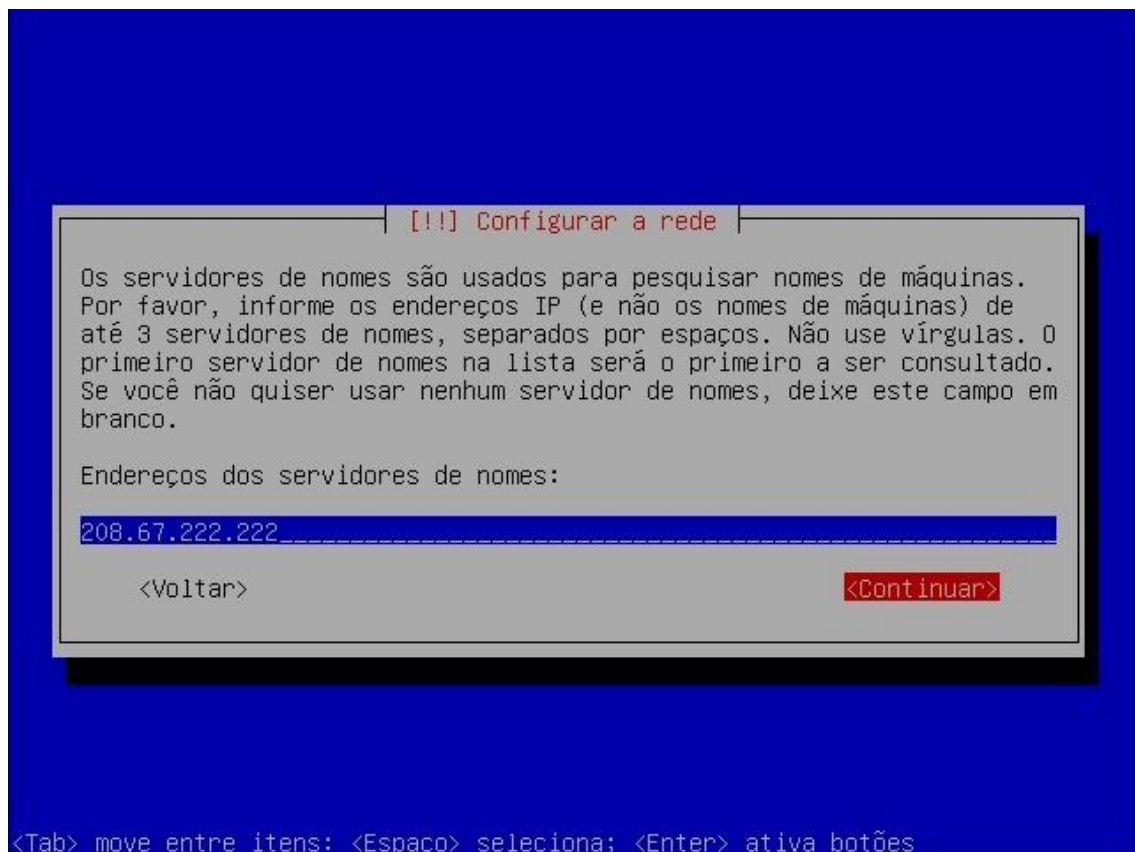 [!!] Configurar a rede
Os servidores de nomes são usados para pesquisar nomes de máquinas.
Por favor, informe os endereços IP (e não os nomes de máquinas) de
até 3 servidores de nomes, separados por espaços. Não use vírgulas. O
primeiro servidor de nomes na lista será o primeiro a ser consultado.
Se você não quiser usar nenhum servidor de nomes, deixe este campo em
branco.
Endereços dos servidores de nomes:
208.67.222.222
<Voltar> <Continuar>
<Tab> move entre itens; <Espaço> seleciona; <Enter> ativa botões